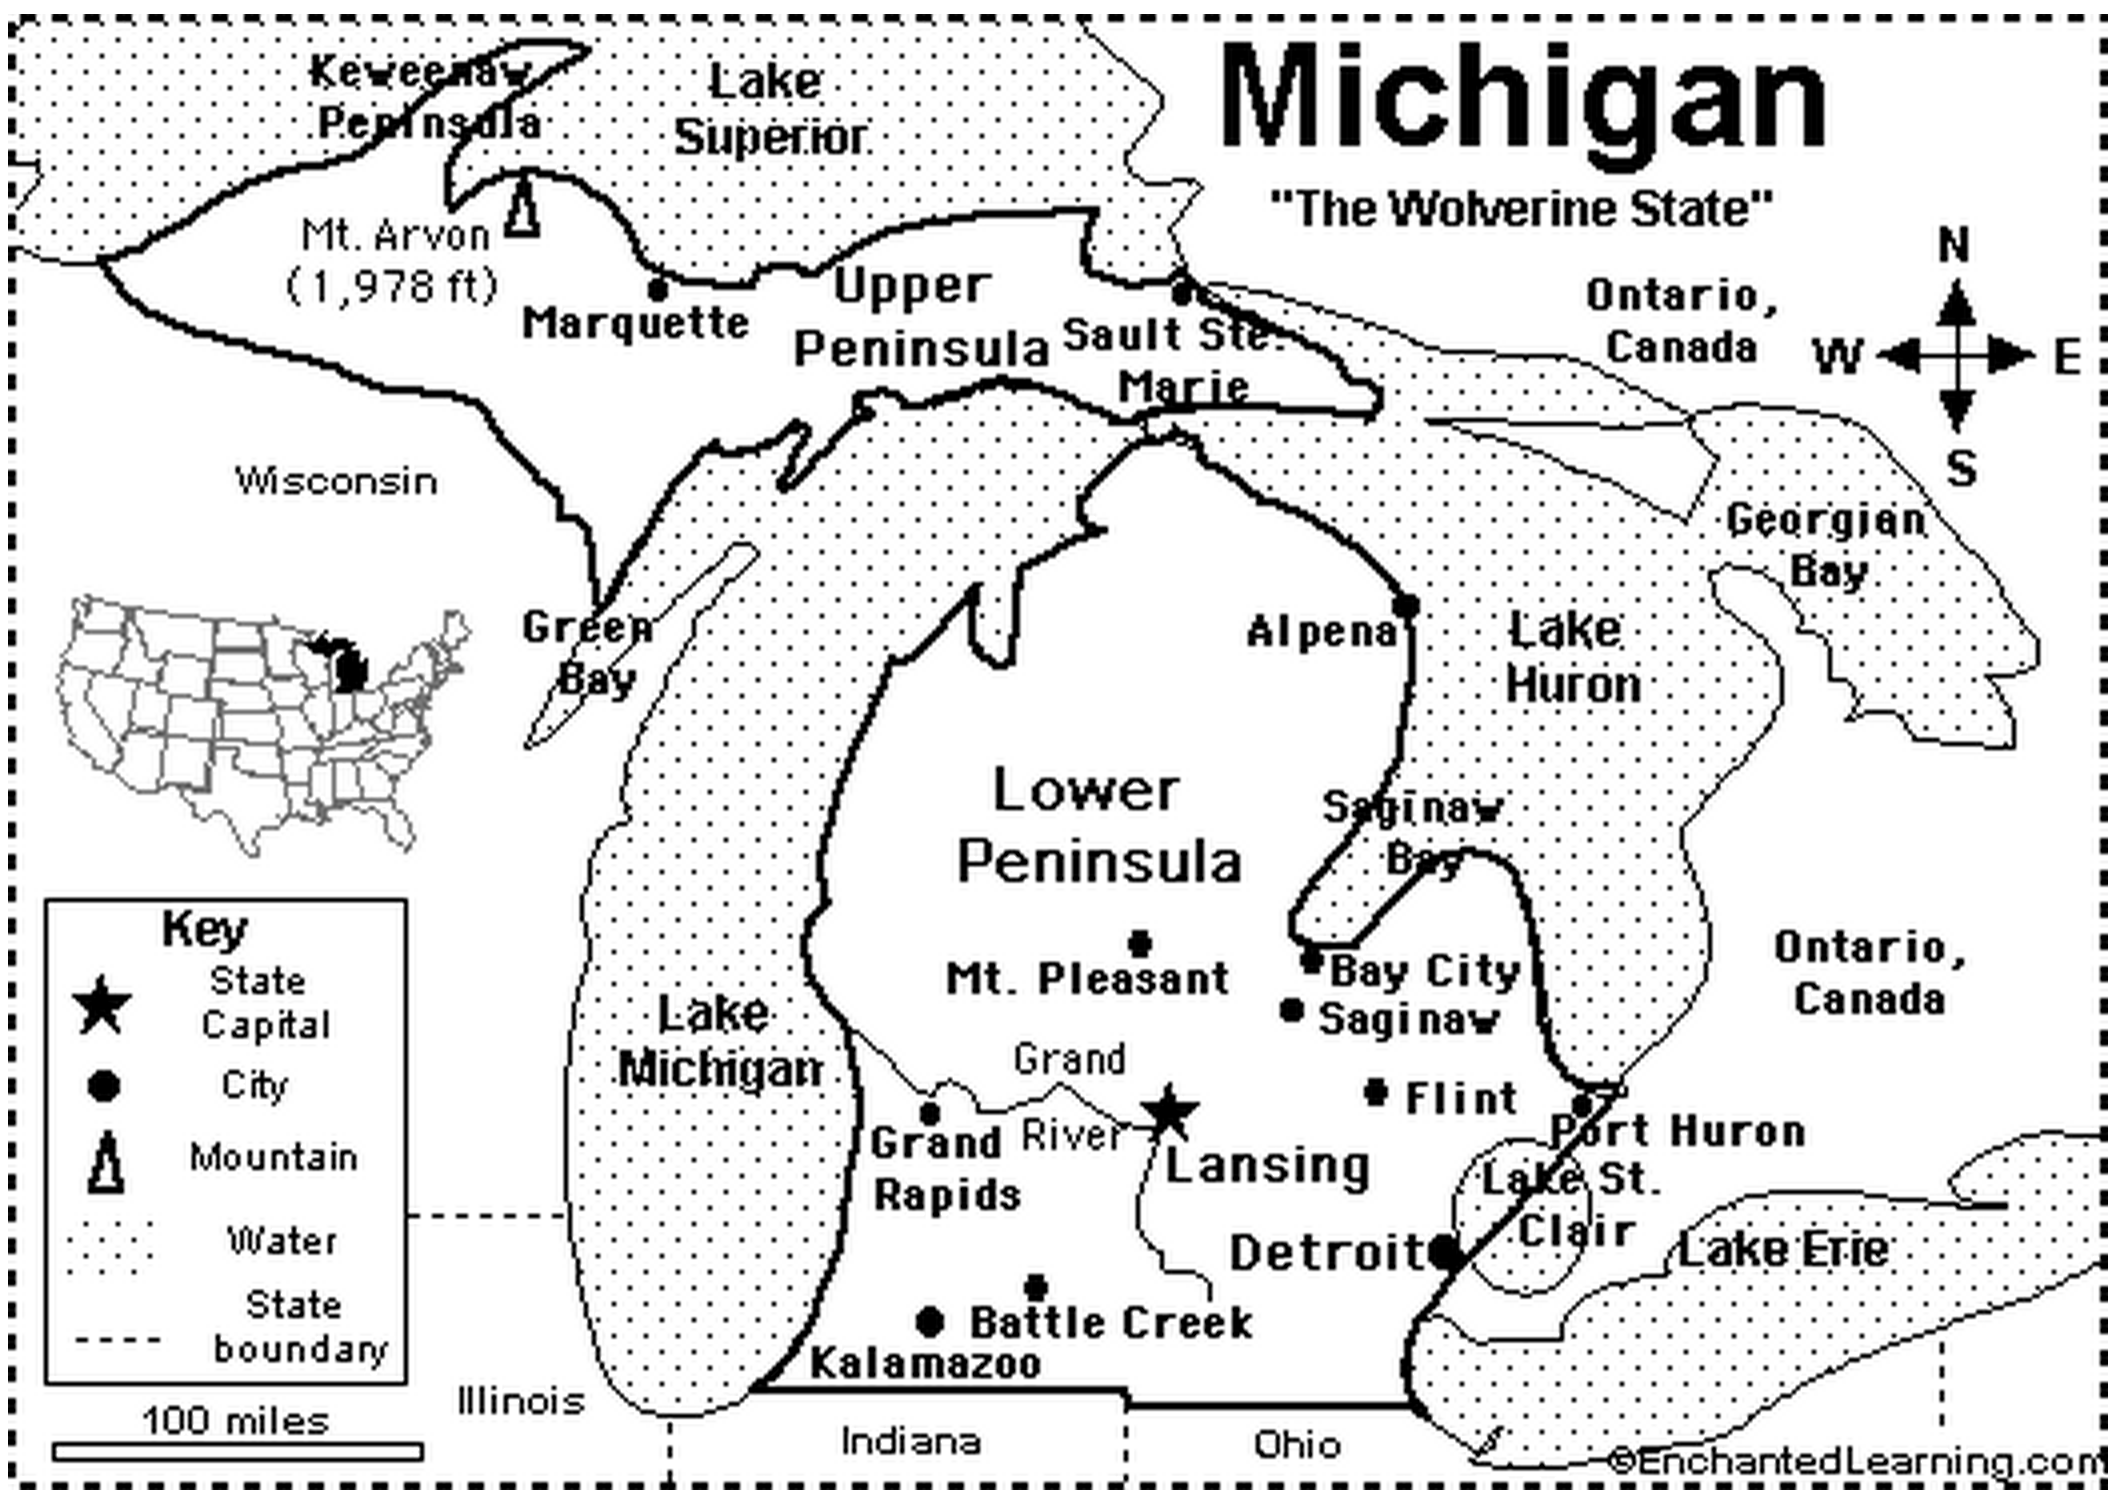 Michigan
"The Wolverine State"
Keweenaw
Peninsula
Lake
Superior
Mt. Arvon
(1,978 ft)
Marquette
Upper
Peninsula
Sault Ste.
Marie
Ontario,
Canada
N
W
E
S
Wisconsin
Georgian
Bay
Green
Bay
Alpena
Lake
Huron
Lower
Peninsula
Saginaw
Bay
Mt. Pleasant
Bay City
Saginaw
Ontario,
Canada
Lake
Michigan
Grand
River
Flint
Grand
Rapids
Lansing
Port Huron
Lake St.
Clair
Detroit
Lake Erie
Battle Creek
Kalamazoo
Key
State
Capital
City
Mountain
Water
State
boundary
100 miles
Illinois
Indiana
Ohio
©EnchantedLearning.com